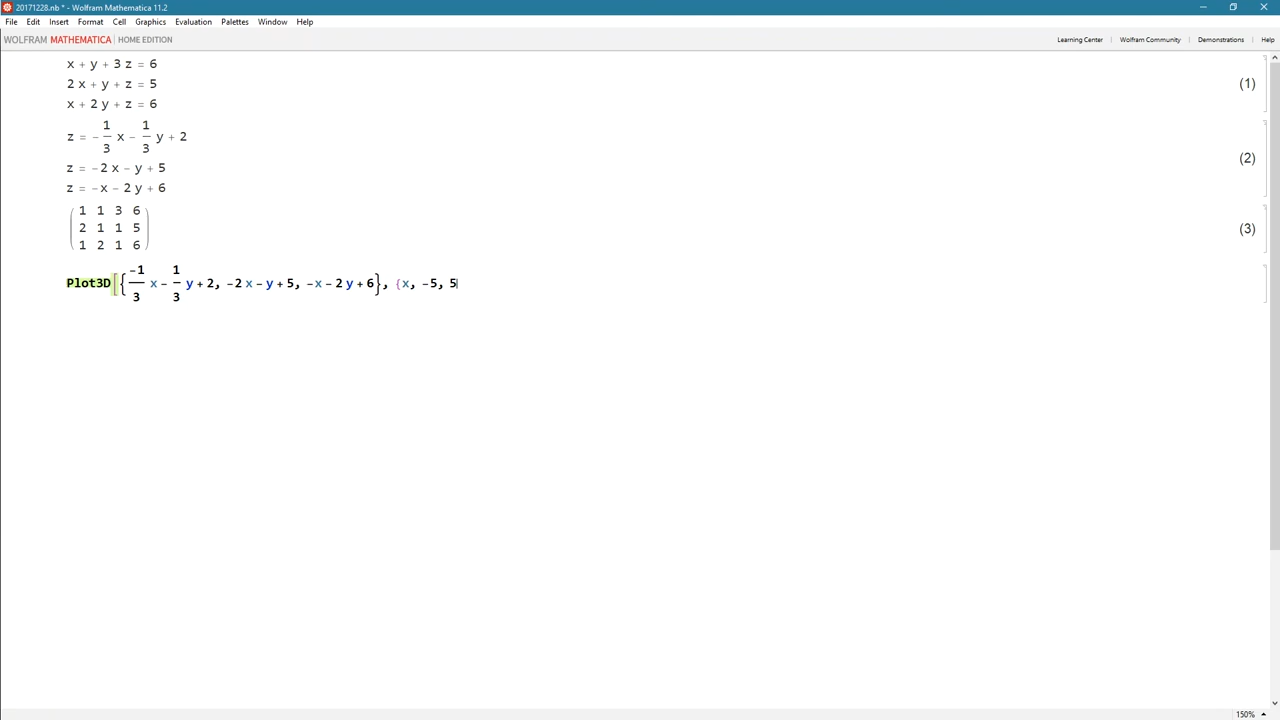 20171228.nb * - Wolfram Mathematica 11.2
File Edit Insert Format Cell Graphics Evaluation Palettes Window Help
WOLFRAM MATHEMATICA | HOME EDITION Learning Center Wolfram Community Demonstrations Help
x + y + 3 z = 6
2 x + y + z = 5 (1)
x + 2 y + z = 6
z = - 1/3 x - 1/3 y + 2
z = -2 x - y + 5 (2)
z = -x - 2 y + 6
1 1 3 6
2 1 1 5 (3)
1 2 1 6
Plot3D[{-1/3 x - 1/3 y + 2, -2 x - y + 5, -x - 2 y + 6}, {x, -5, 5
150%